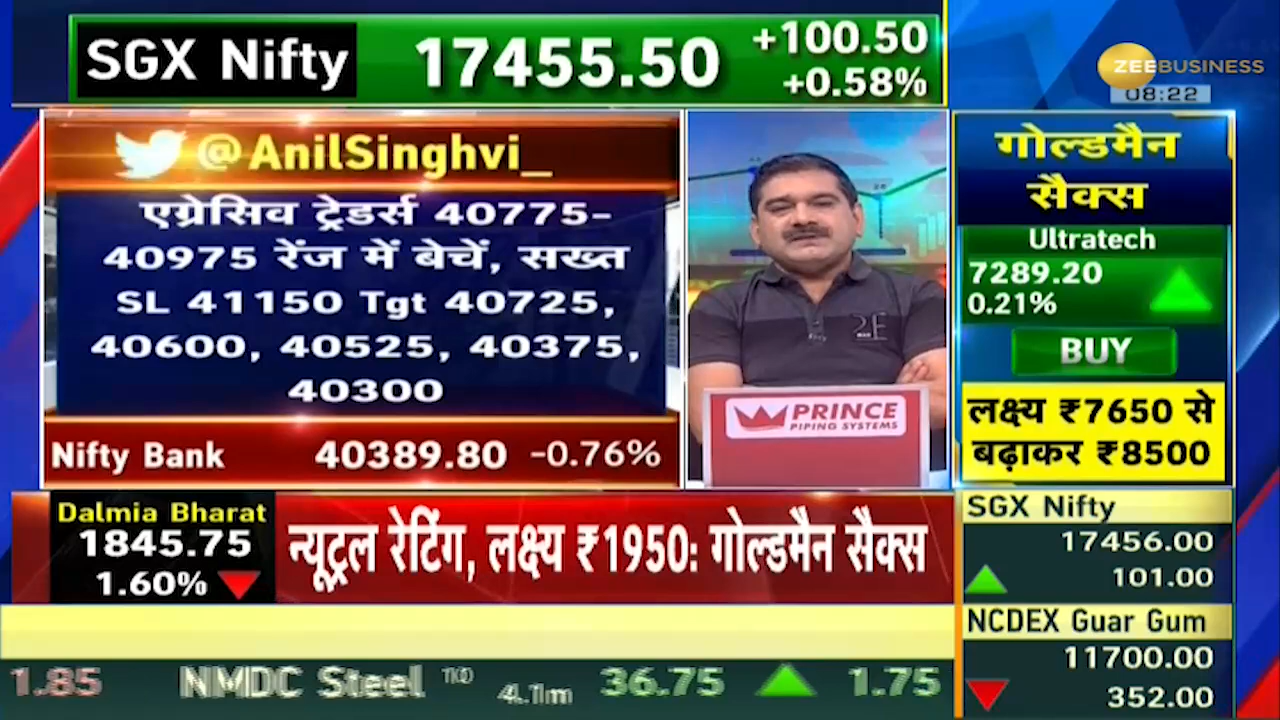 SGX Nifty 17455.50 +100.50 +0.58%
ZEEBUSINESS
08:22
@AnilSinghvi_
एग्रेसिव ट्रेडर्स 40775-
40975 रेंज में बेचें, सख्त
SL 41150 Tgt 40725,
40600, 40525, 40375,
40300
Nifty Bank 40389.80 -0.76%
PRINCE
PIPING SYSTEMS
गोल्डमैन
सैक्स
Ultratech
7289.20
0.21%
BUY
लक्ष्य ₹7650 से
बढ़ाकर ₹8500
Dalmia Bharat
1845.75
1.60%
न्यूट्रल रेटिंग, लक्ष्य ₹1950: गोल्डमैन सैक्स
SGX Nifty
17456.00
101.00
NCDEX Guar Gum
11700.00
352.00
1.85 NMDC Steel 4.1m 36.75 1.75